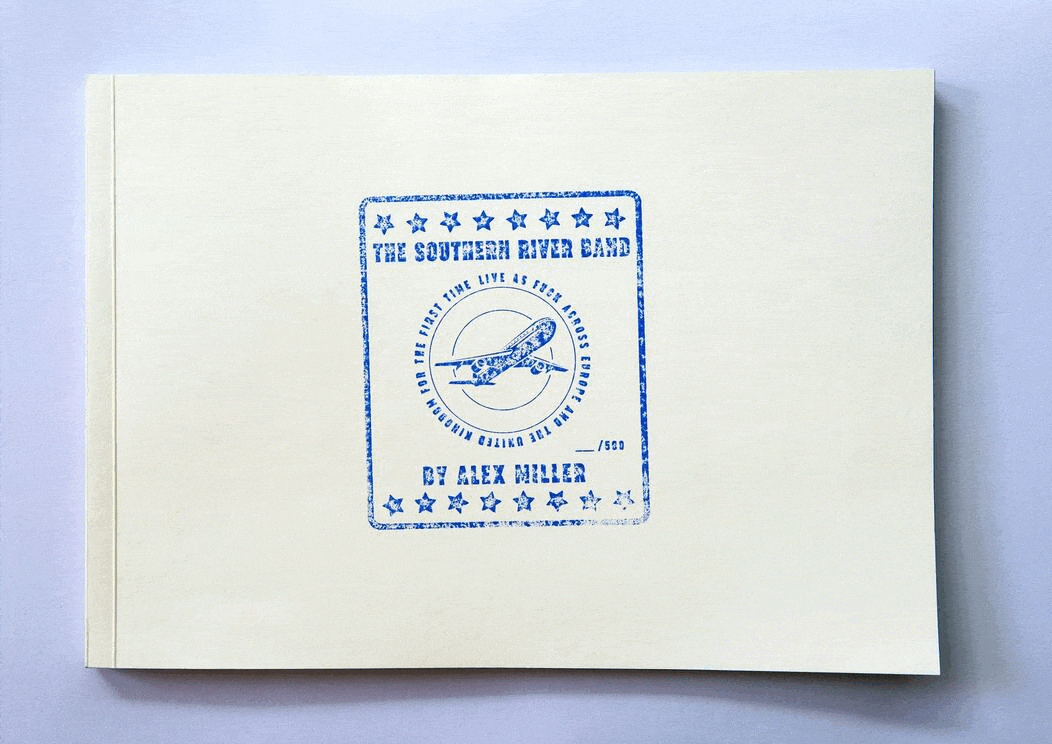 THE SOUTHERN RIVER BAND
LIVE AS FUCK ACROSS EUROPE AND THE UNITED KINGDOM FOR THE FIRST TIME
__/500
BY ALEX MILLER